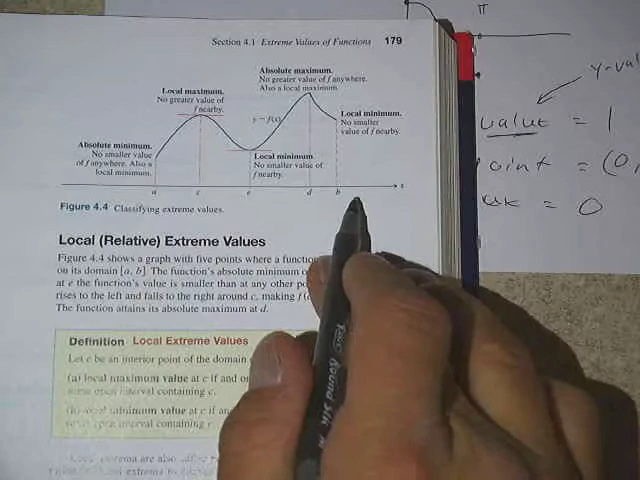 Section 4.1 Extreme Values of Functions 179
Absolute maximum.
No greater value of f anywhere.
Also a local maximum.
Local maximum.
No greater value of
f nearby.
y = f(x)
Local minimum.
No smaller
value of f nearby.
Absolute minimum.
No smaller value
of f anywhere. Also a
local minimum.
Local minimum.
No smaller value of
f nearby.
a c e d b x
Figure 4.4 Classifying extreme values.
Local (Relative) Extreme Values
Figure 4.4 shows a graph with five points where a function
on its domain [a, b]. The function's absolute minimum
at e the function's value is smaller than at any other
rises to the left and falls to the right around c, making f
The function attains its absolute maximum at d.
Definition Local Extreme Values
Let c be an interior point of the domain
(a) local maximum value at c if and
some open interval containing c.
(b) local minimum value at c if
open interval containing c.
Local extrema are also
π
y-val
value = 1
oint = (0,
= 0